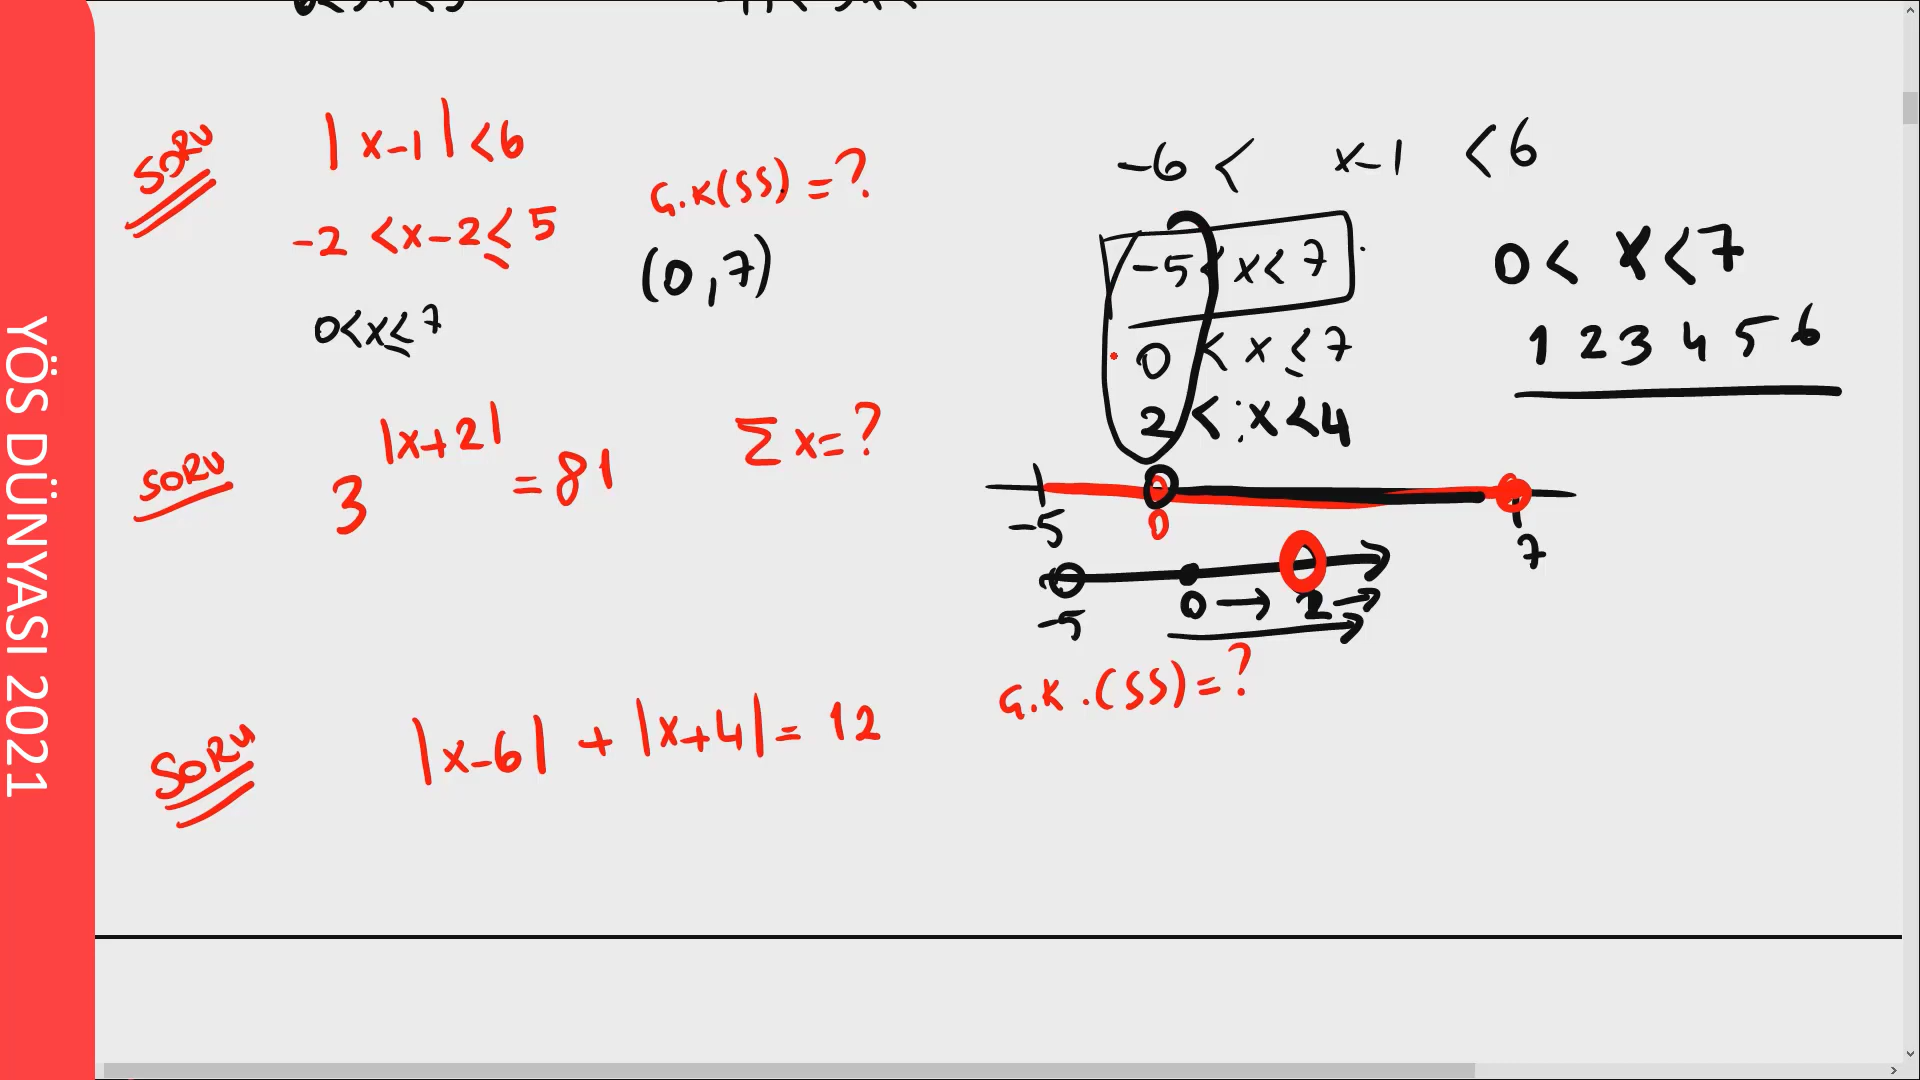 YÖS DÜNYASI 2021
SORU
|x-1|<6
-2<x-2≤5
0<x≤7
Ç.K(SS)=?
(0,7)
-6< x-1 <6
-5<x<7
0<x≤7
2<x<4
0<x<7
1 2 3 4 5 6
-5 0 7
-5 0→ 2→
SORU
3^|x+2| = 81
Σx=?
SORU
|x-6| + |x+4| = 12
Ç.K.(SS)=?